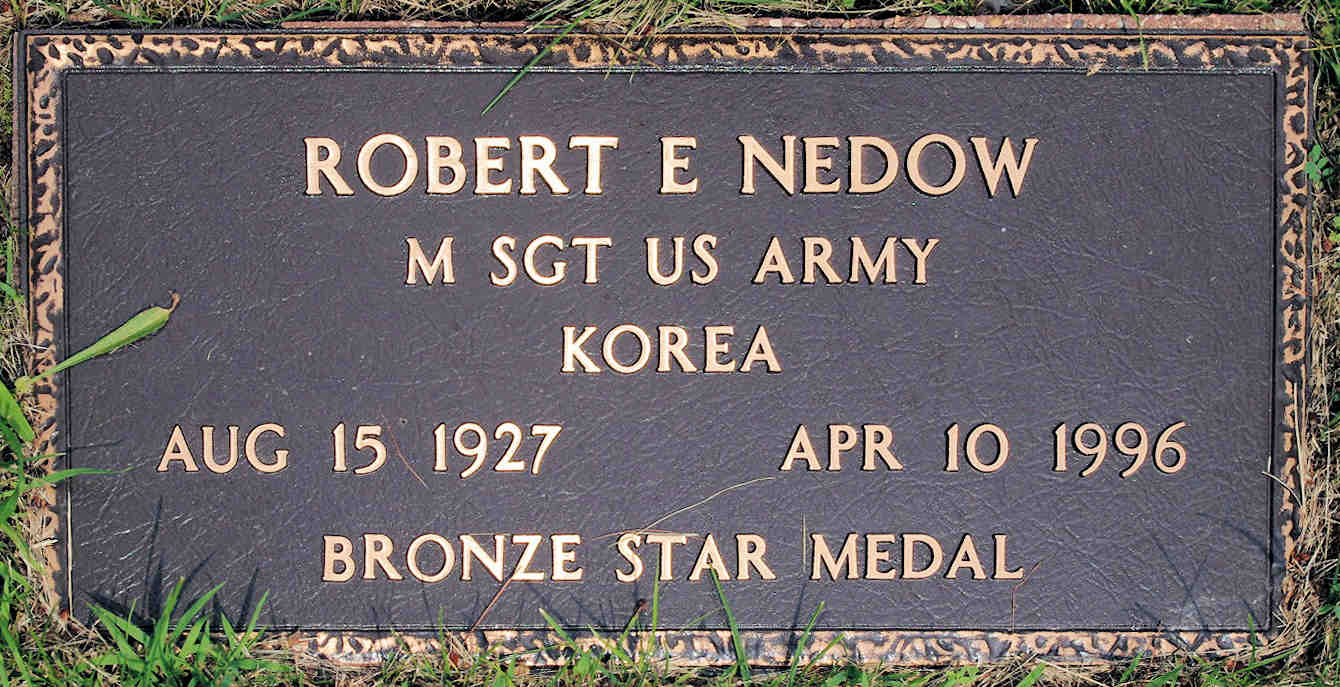 ROBERT E NEDOW
M SGT US ARMY
KOREA
AUG 15 1927 APR 10 1996
BRONZE STAR MEDAL